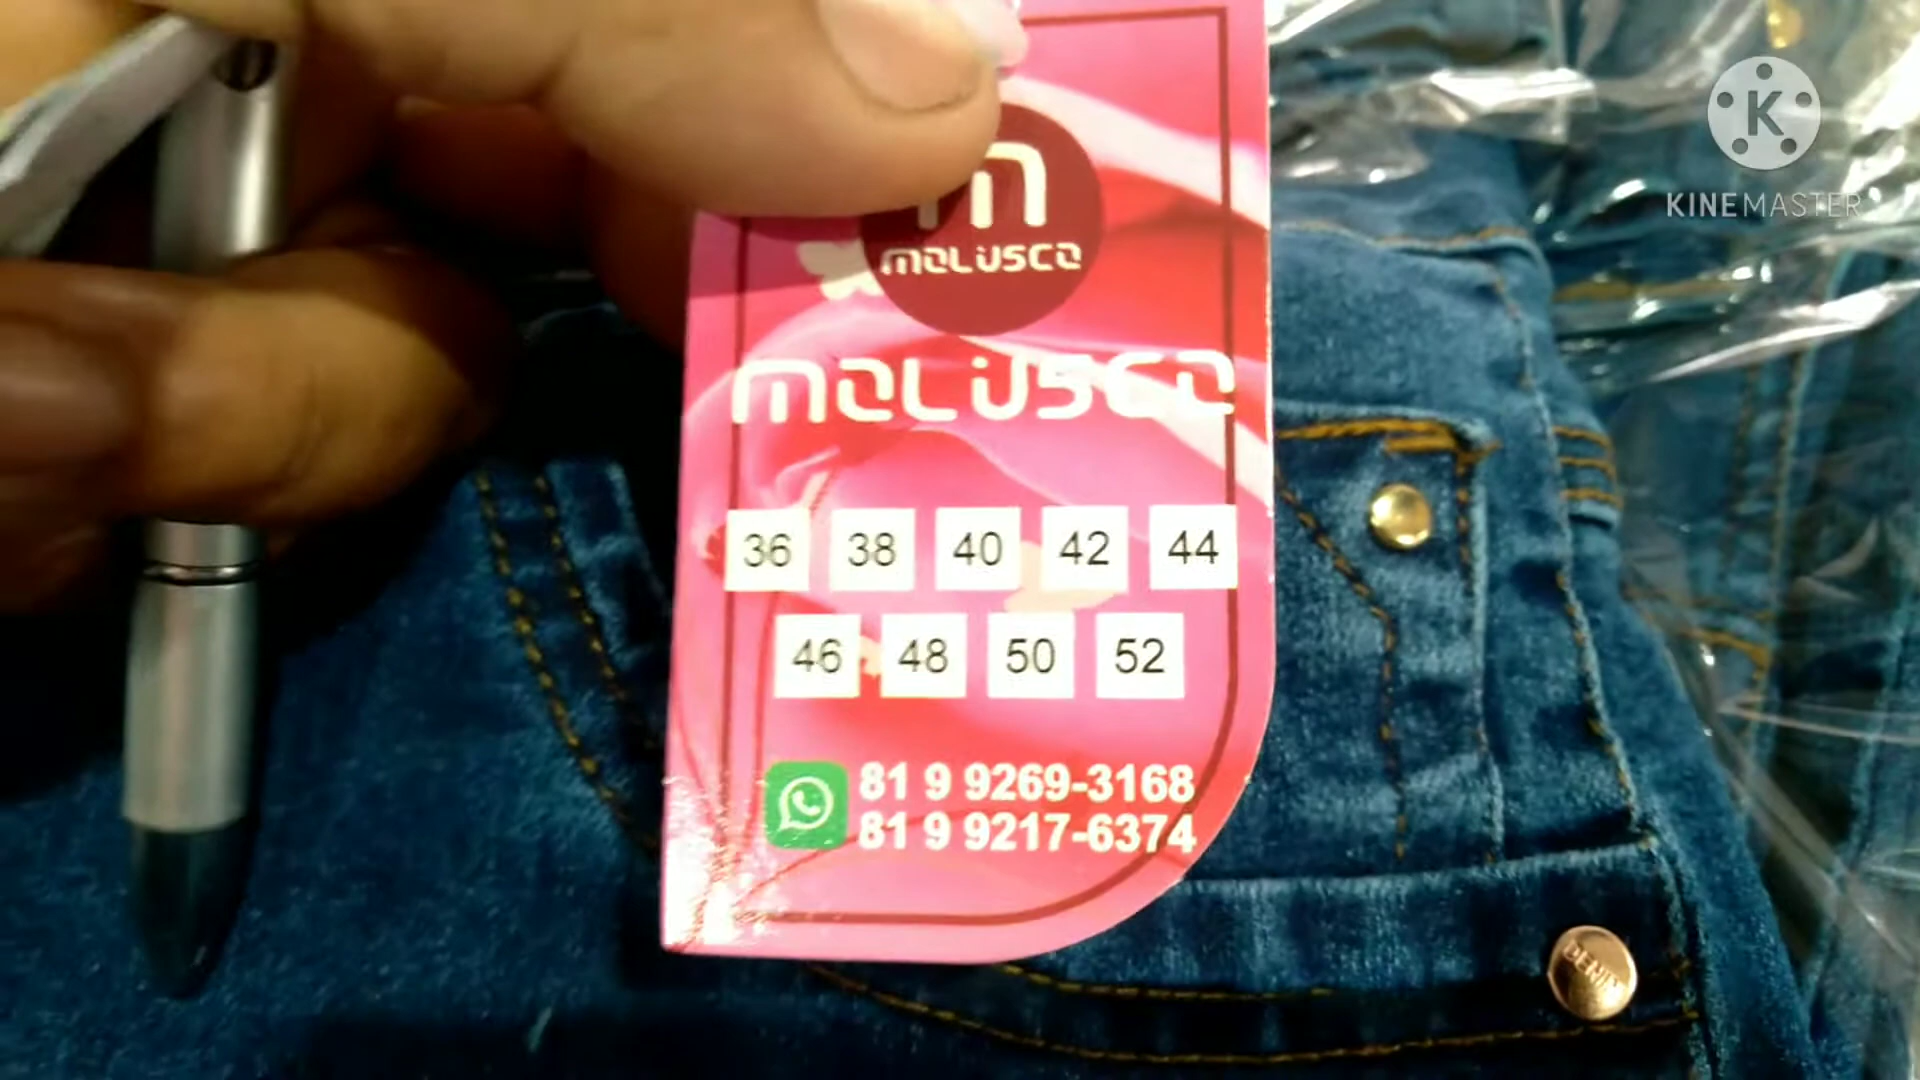 K
KINEMASTER
m
MOLUSCO
MOLUSCO
36 38 40 42 44
46 48 50 52
81 9 9269-3168
81 9 9217-6374
DENIM